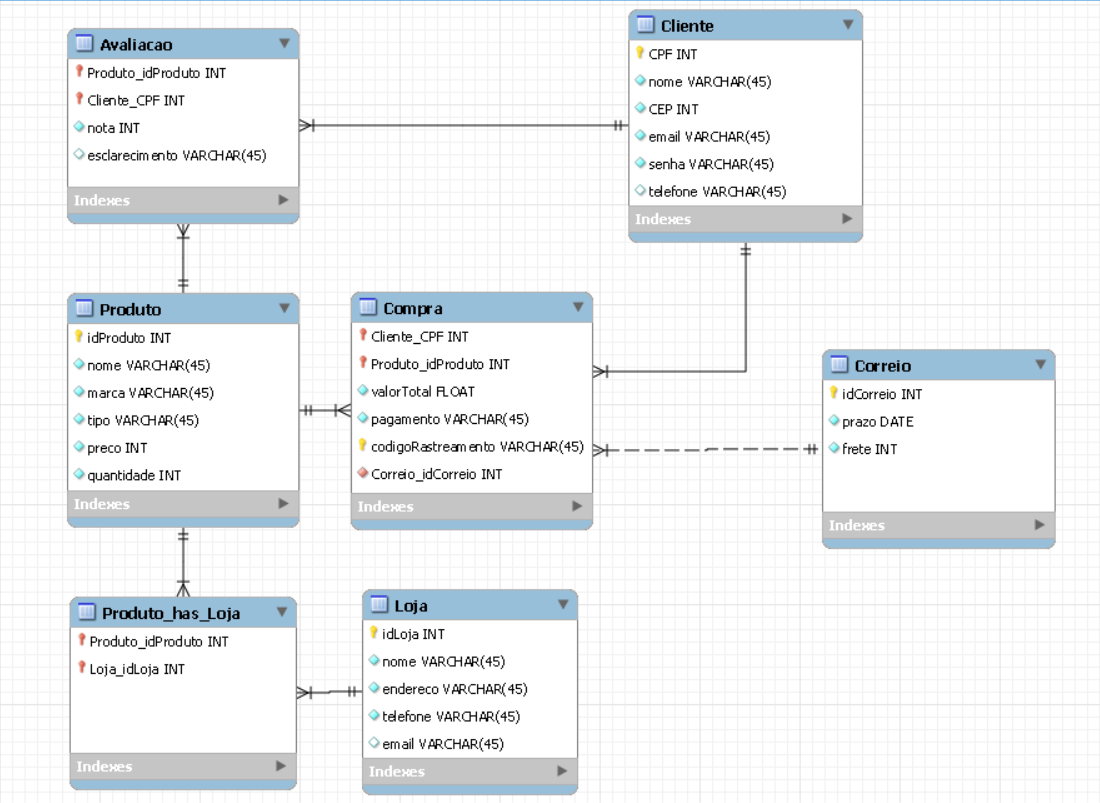 Avaliacao
Produto_idProduto INT
Cliente_CPF INT
nota INT
esclarecimento VARCHAR(45)
Indexes
Cliente
CPF INT
nome VARCHAR(45)
CEP INT
email VARCHAR(45)
senha VARCHAR(45)
telefone VARCHAR(45)
Indexes
Produto
idProduto INT
nome VARCHAR(45)
marca VARCHAR(45)
tipo VARCHAR(45)
preco INT
quantidade INT
Indexes
Compra
Cliente_CPF INT
Produto_idProduto INT
valorTotal FLOAT
pagamento VARCHAR(45)
codigoRastreamento VARCHAR(45)
Correio_idCorreio INT
Indexes
Correio
idCorreio INT
prazo DATE
frete INT
Indexes
Produto_has_Loja
Produto_idProduto INT
Loja_idLoja INT
Indexes
Loja
idLoja INT
nome VARCHAR(45)
endereco VARCHAR(45)
telefone VARCHAR(45)
email VARCHAR(45)
Indexes